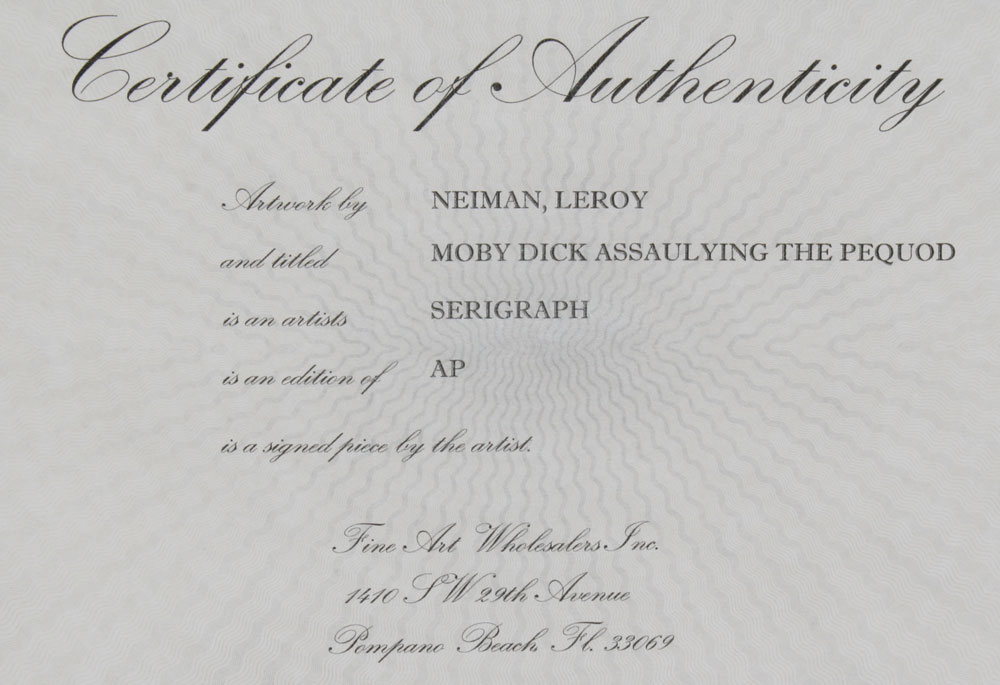 Certificate of Authenticity
Artwork by NEIMAN, LEROY
and titled MOBY DICK ASSAULYING THE PEQUOD
is an artists SERIGRAPH
is an edition of AP
is a signed piece by the artist.
Fine Art Wholesalers Inc.
1410 SW 29th Avenue
Pompano Beach, Fl. 33069